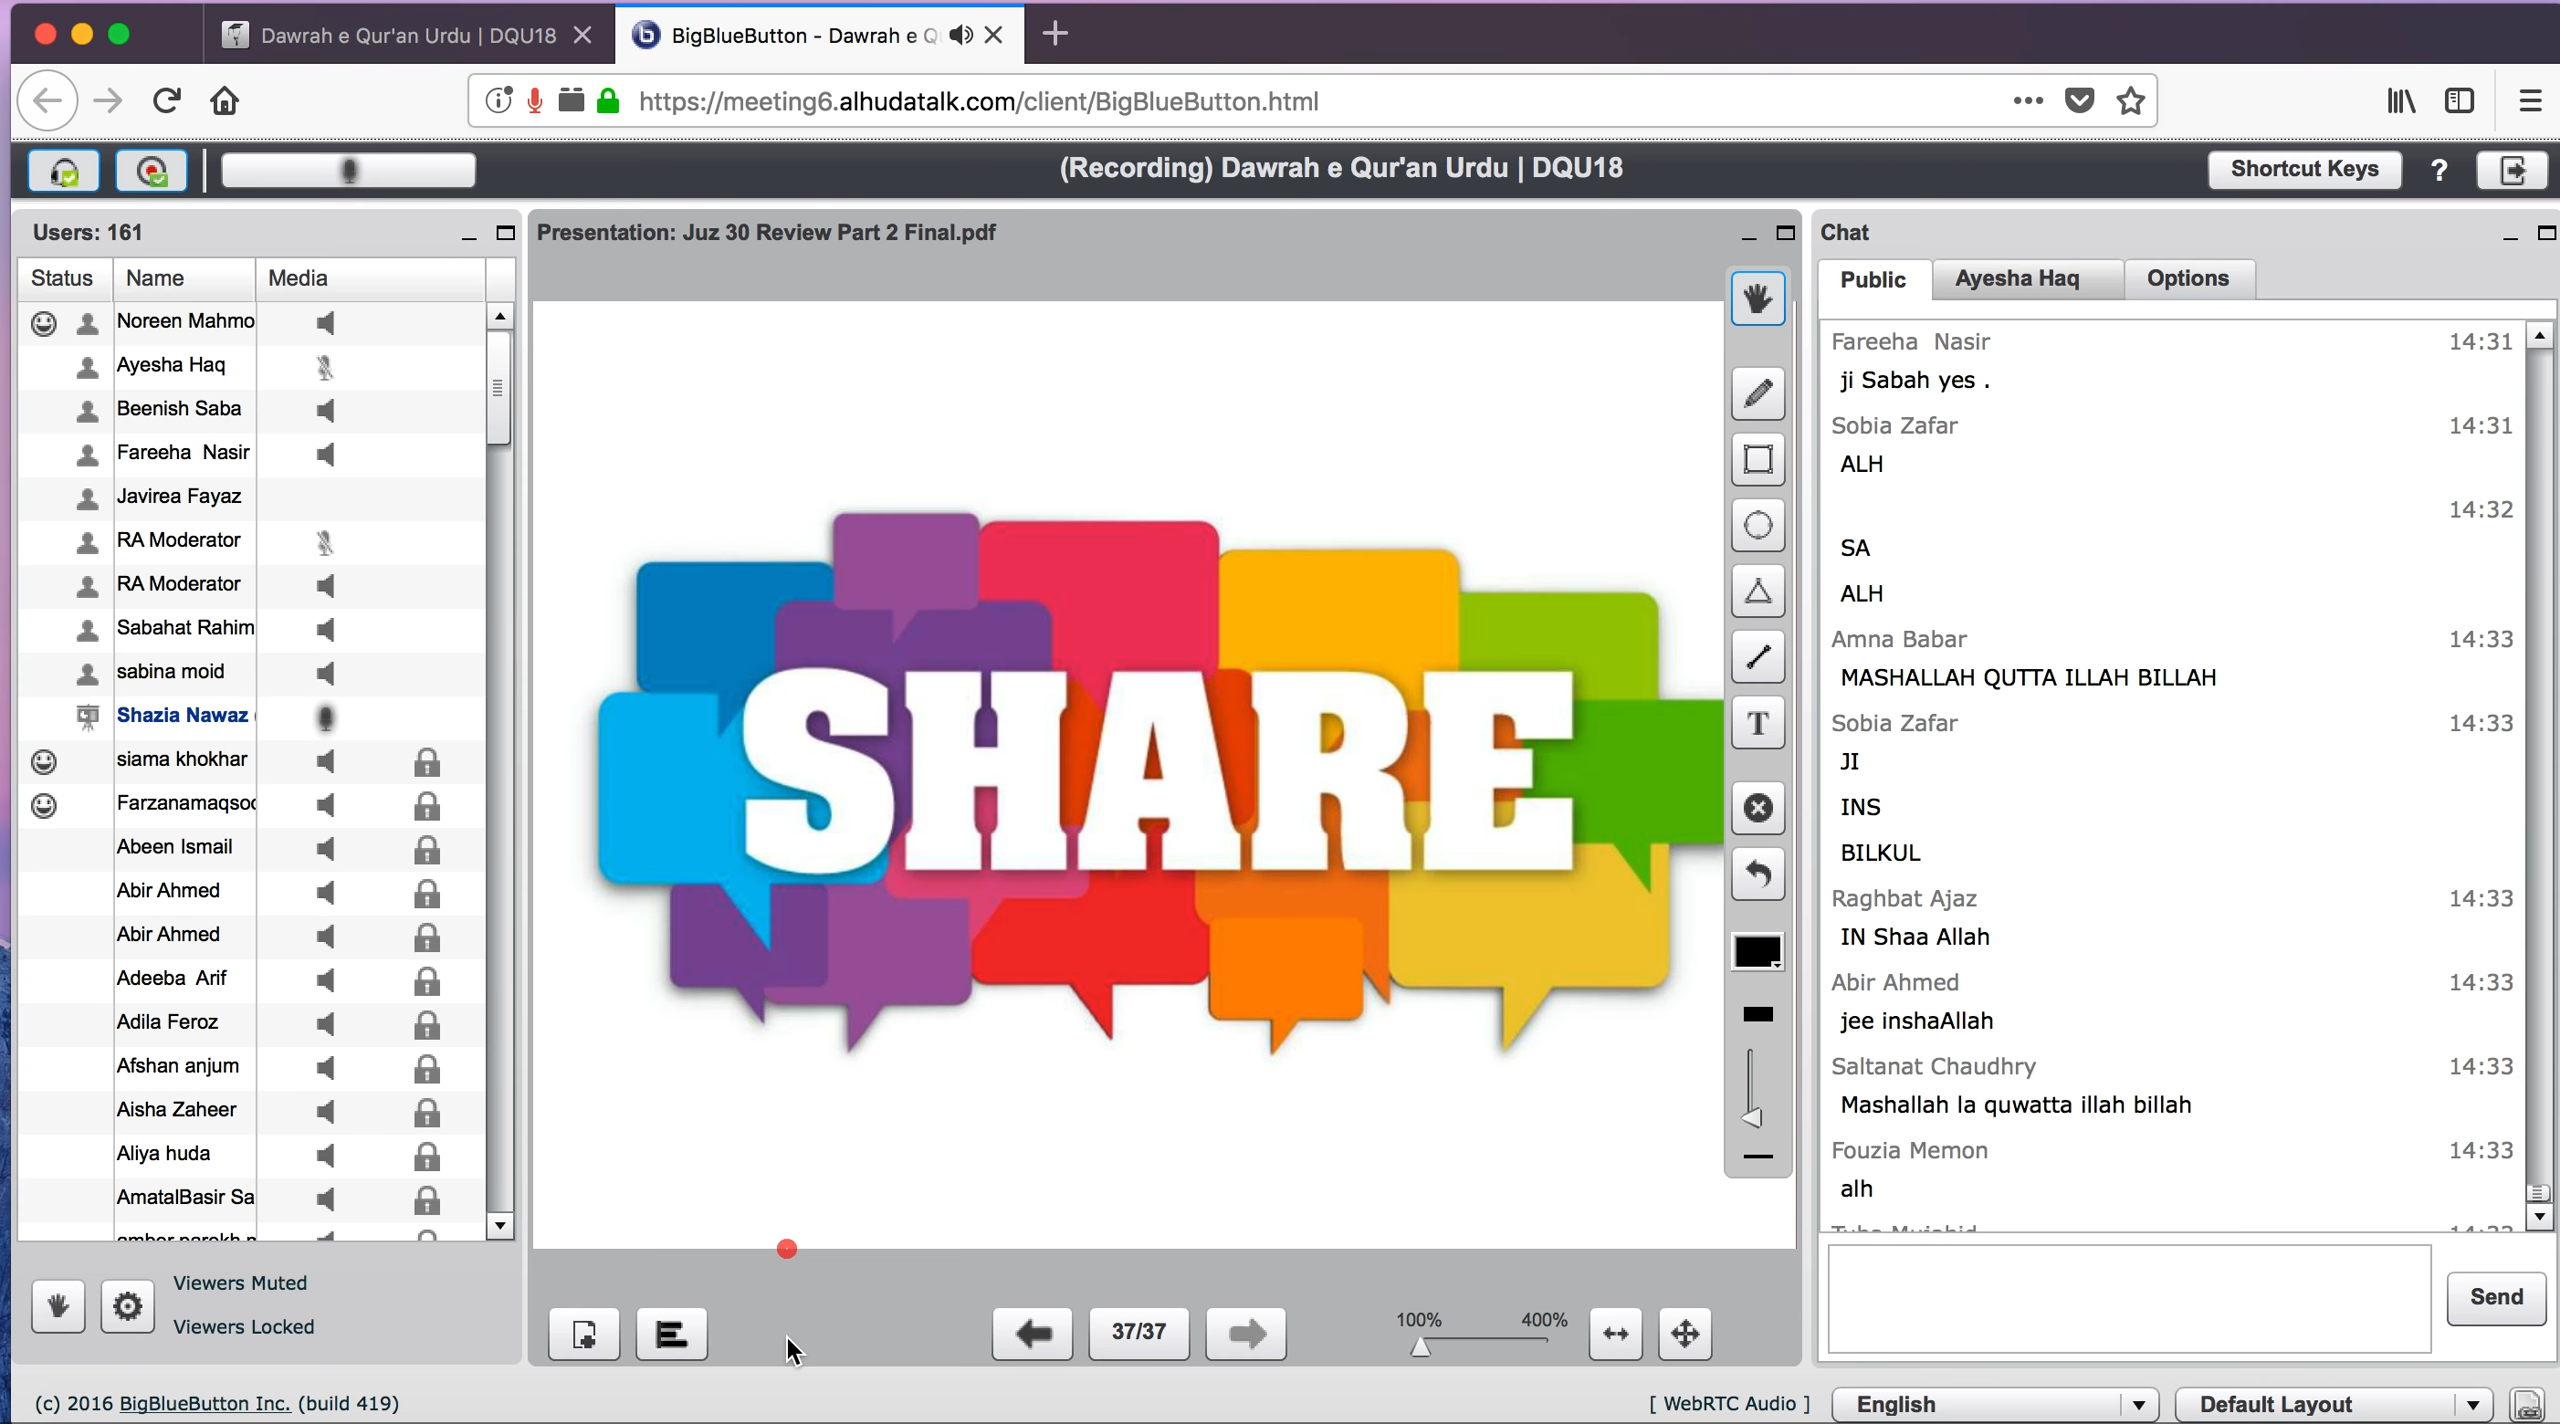 Dawrah e Qur'an Urdu | DQU18
BigBlueButton - Dawrah e Q
https://meeting6.alhudatalk.com/client/BigBlueButton.html
(Recording) Dawrah e Qur'an Urdu | DQU18
Shortcut Keys
?
Users: 161
Status Name Media
Noreen Mahmo
Ayesha Haq
Beenish Saba
Fareeha Nasir
Javirea Fayaz
RA Moderator
RA Moderator
Sabahat Rahim
sabina moid
Shazia Nawaz
siama khokhar
Farzanamaqsoo
Abeen Ismail
Abir Ahmed
Abir Ahmed
Adeeba Arif
Adila Feroz
Afshan anjum
Aisha Zaheer
Aliya huda
AmatalBasir Sa
Viewers Muted
Viewers Locked
Presentation: Juz 30 Review Part 2 Final.pdf
SHARE
T
37/37
100% 400%
Chat
Public Ayesha Haq Options
Fareeha Nasir 14:31
ji Sabah yes .
Sobia Zafar 14:31
ALH
14:32
SA
ALH
Amna Babar 14:33
MASHALLAH QUTTA ILLAH BILLAH
Sobia Zafar 14:33
JI
INS
BILKUL
Raghbat Ajaz 14:33
IN Shaa Allah
Abir Ahmed 14:33
jee inshaAllah
Saltanat Chaudhry 14:33
Mashallah la quwatta illah billah
Fouzia Memon 14:33
alh
Send
(c) 2016 BigBlueButton Inc. (build 419)
[ WebRTC Audio ]
English
Default Layout